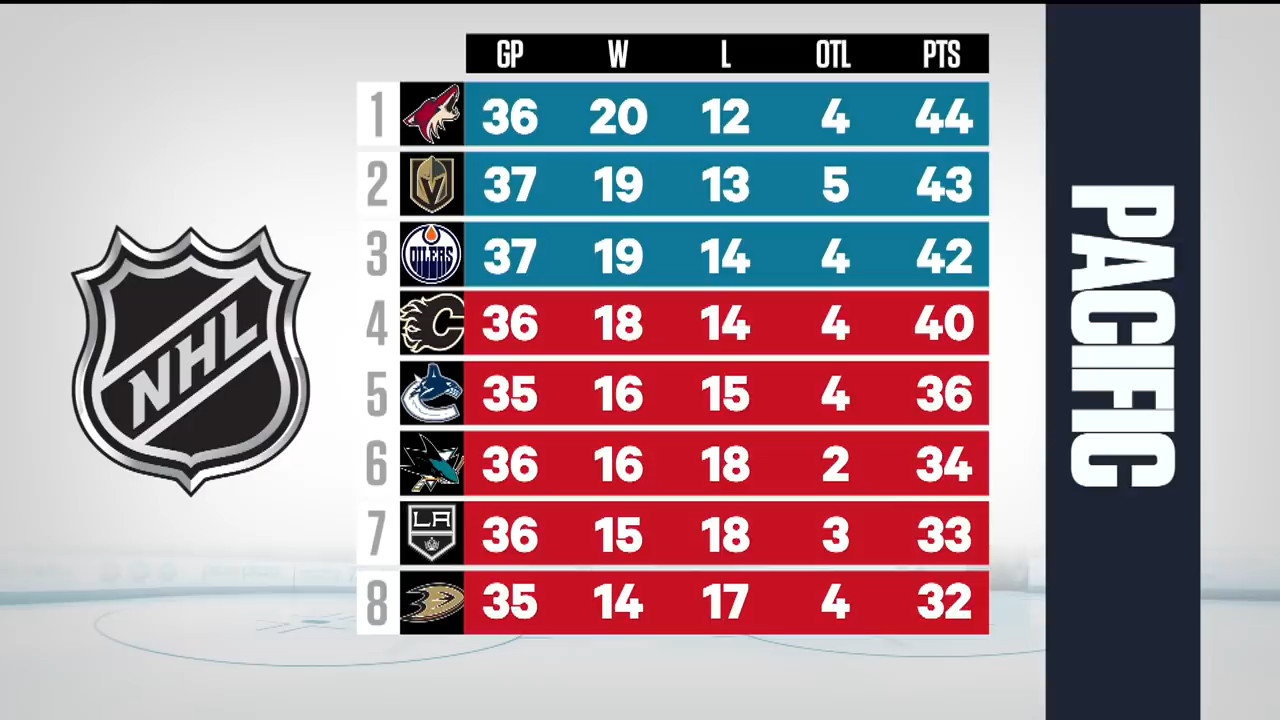 GP W L OTL PTS
1 36 20 12 4 44
2 37 19 13 5 43
3 OILERS 37 19 14 4 42
4 C 36 18 14 4 40
5 35 16 15 4 36
6 36 16 18 2 34
7 LA 36 15 18 3 33
8 35 14 17 4 32
NHL
PACIFIC